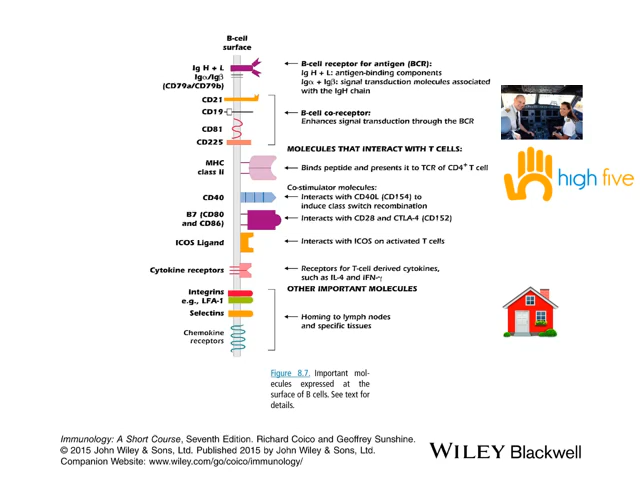 B-cell
surface
Ig H + L
Igα/Igβ
(CD79a/CD79b)
B-cell receptor for antigen (BCR):
Ig H + L: antigen-binding components
Igα + Igβ: signal transduction molecules associated
with the IgH chain
CD21
CD19
CD81
CD225
B-cell co-receptor:
Enhances signal transduction through the BCR
MOLECULES THAT INTERACT WITH T CELLS:
MHC
class II
Binds peptide and presents it to TCR of CD4+ T cell
Co-stimulator molecules:
CD40
Interacts with CD40L (CD154) to
induce class switch recombination
B7 (CD80
and CD86)
Interacts with CD28 and CTLA-4 (CD152)
ICOS Ligand
Interacts with ICOS on activated T cells
Cytokine receptors
Receptors for T-cell derived cytokines,
such as IL-4 and IFN-γ
OTHER IMPORTANT MOLECULES
Integrins
e.g., LFA-1
Selectins
Chemokine
receptors
Homing to lymph nodes
and specific tissues
high five
Figure 8.7. Important mol-
ecules expressed at the
surface of B cells. See text for
details.
Immunology: A Short Course, Seventh Edition. Richard Coico and Geoffrey Sunshine.
© 2015 John Wiley & Sons, Ltd. Published 2015 by John Wiley & Sons, Ltd.
Companion Website: www.wiley.com/go/coico/immunology/
WILEY Blackwell